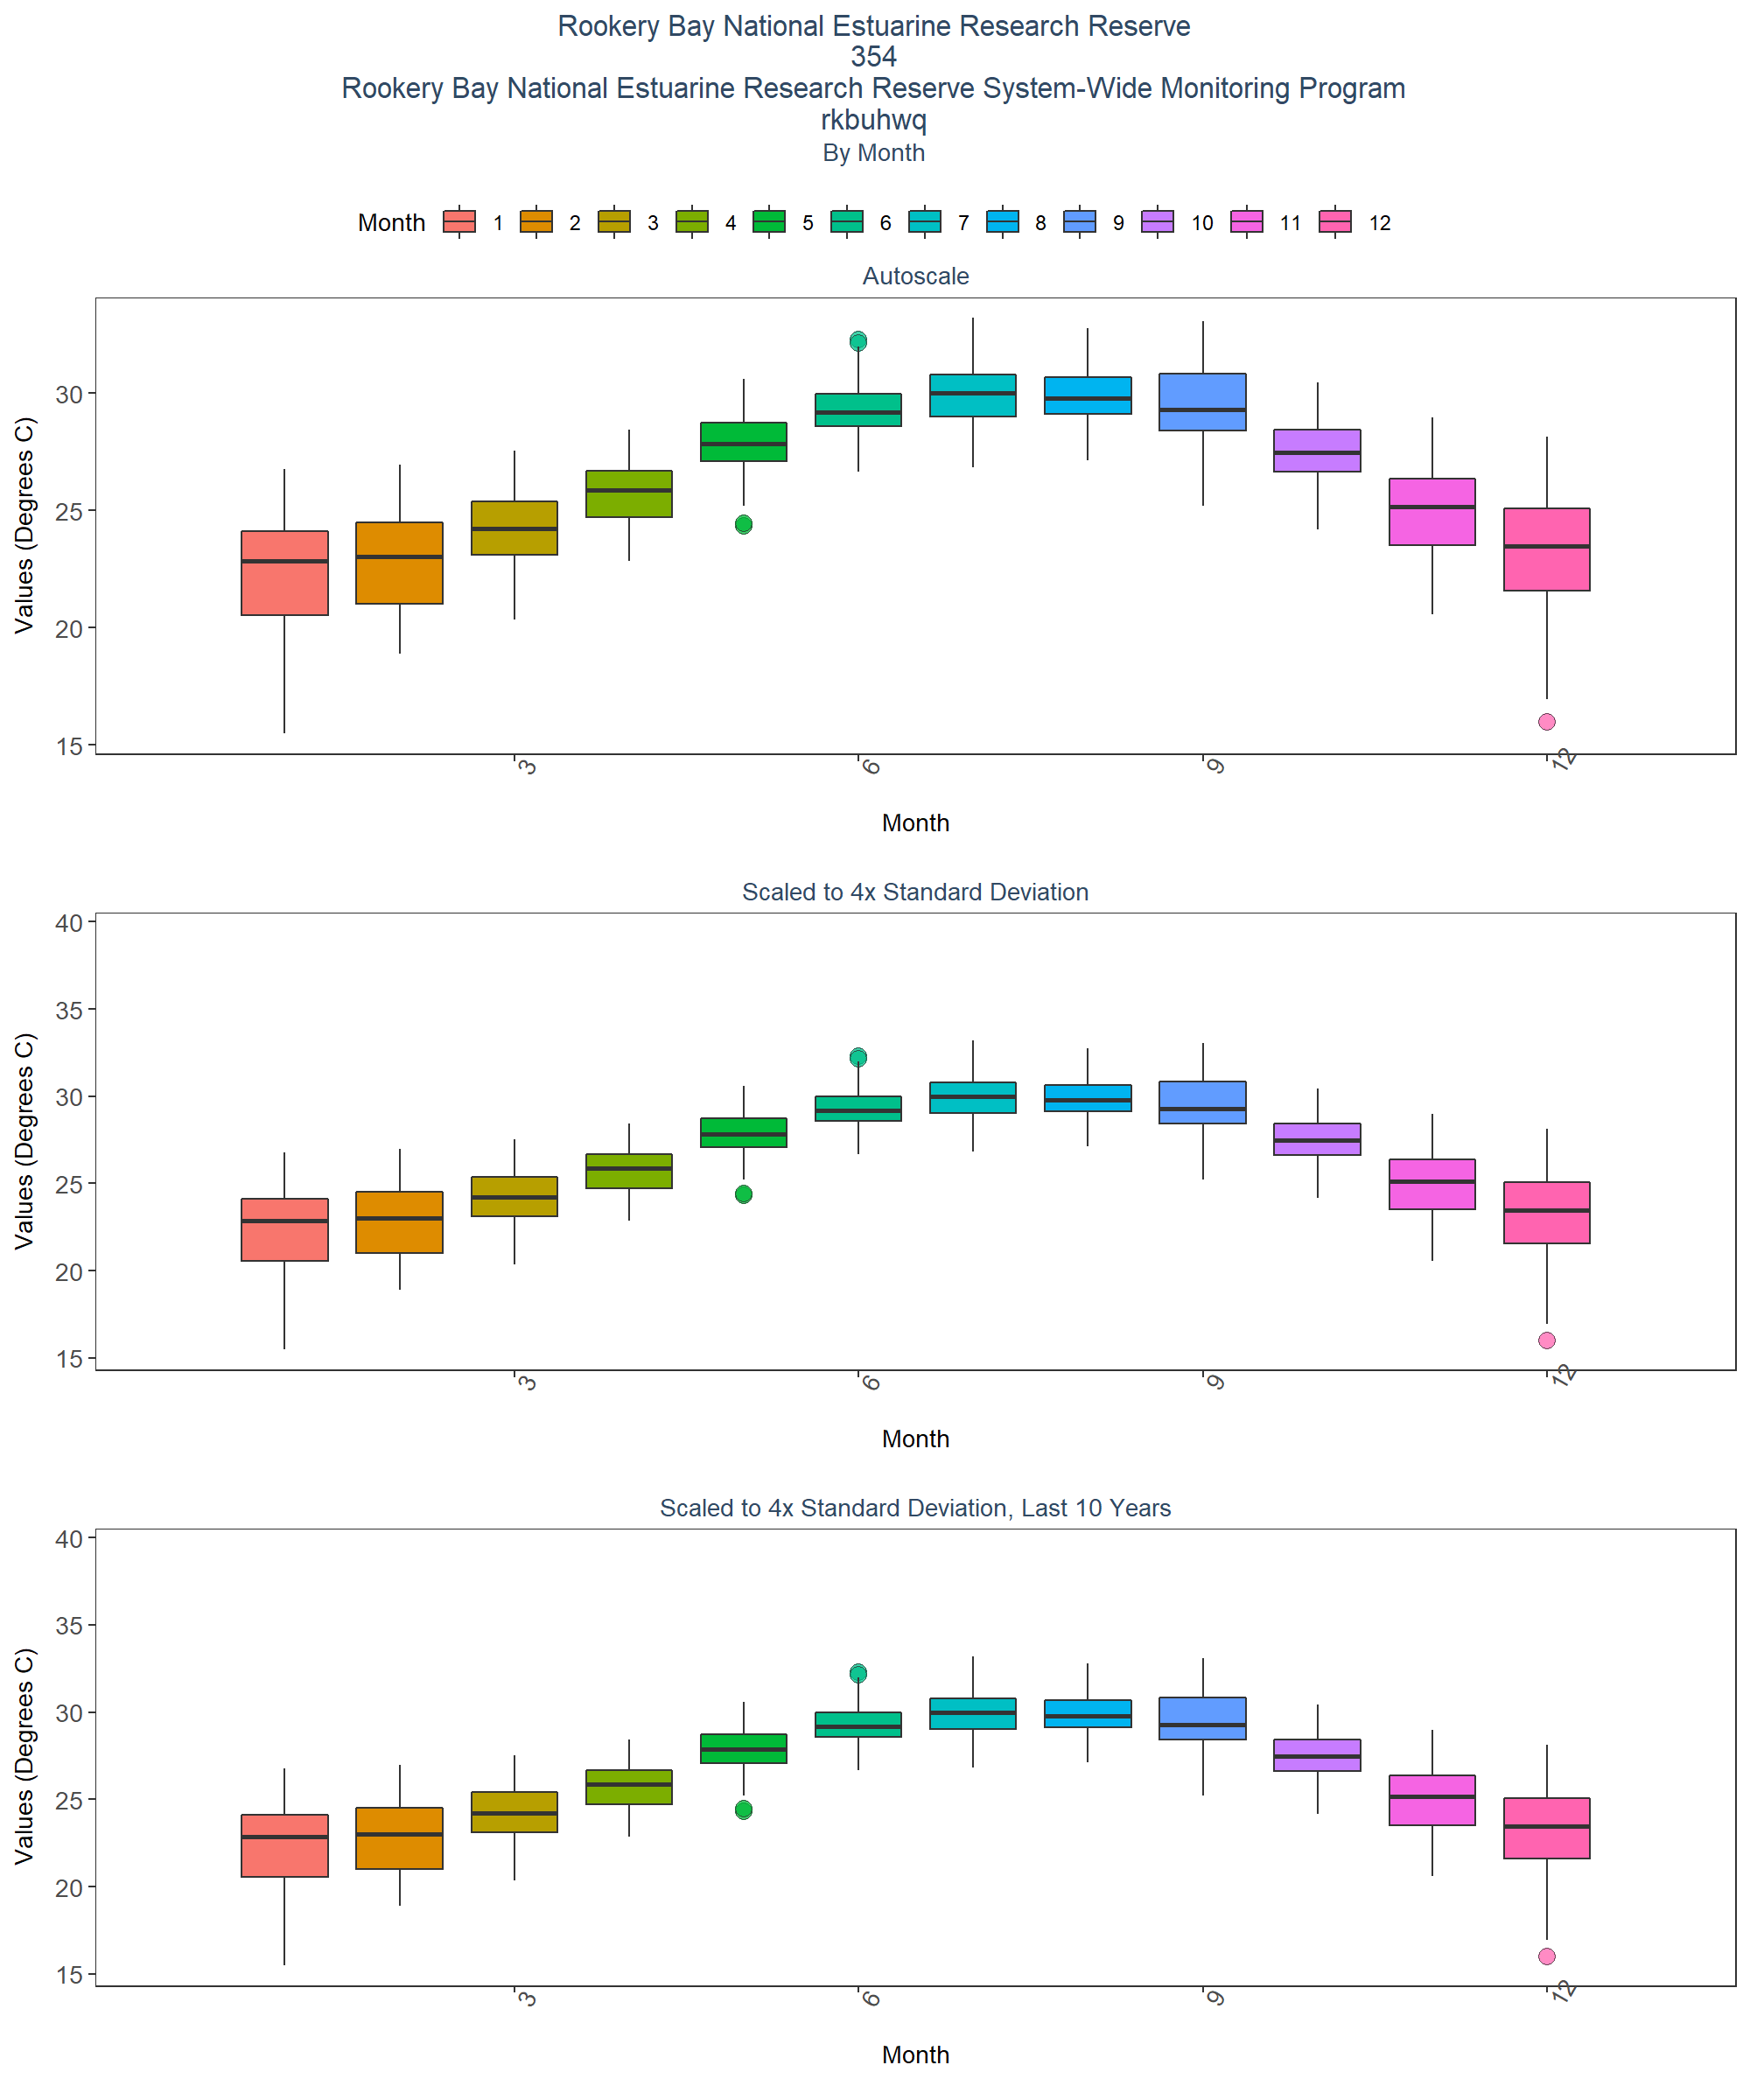 Rookery Bay National Estuarine Research Reserve
354
Rookery Bay National Estuarine Research Reserve System-Wide Monitoring Program
rkbuhwq
By Month
Month 1 2 3 4 5 6 7 8 9 10 11 12
Autoscale
Values (Degrees C)
30
25
20
15
3 6 9 12
Month
Scaled to 4x Standard Deviation
Values (Degrees C)
40
35
30
25
20
15
3 6 9 12
Month
Scaled to 4x Standard Deviation, Last 10 Years
Values (Degrees C)
40
35
30
25
20
15
3 6 9 12
Month